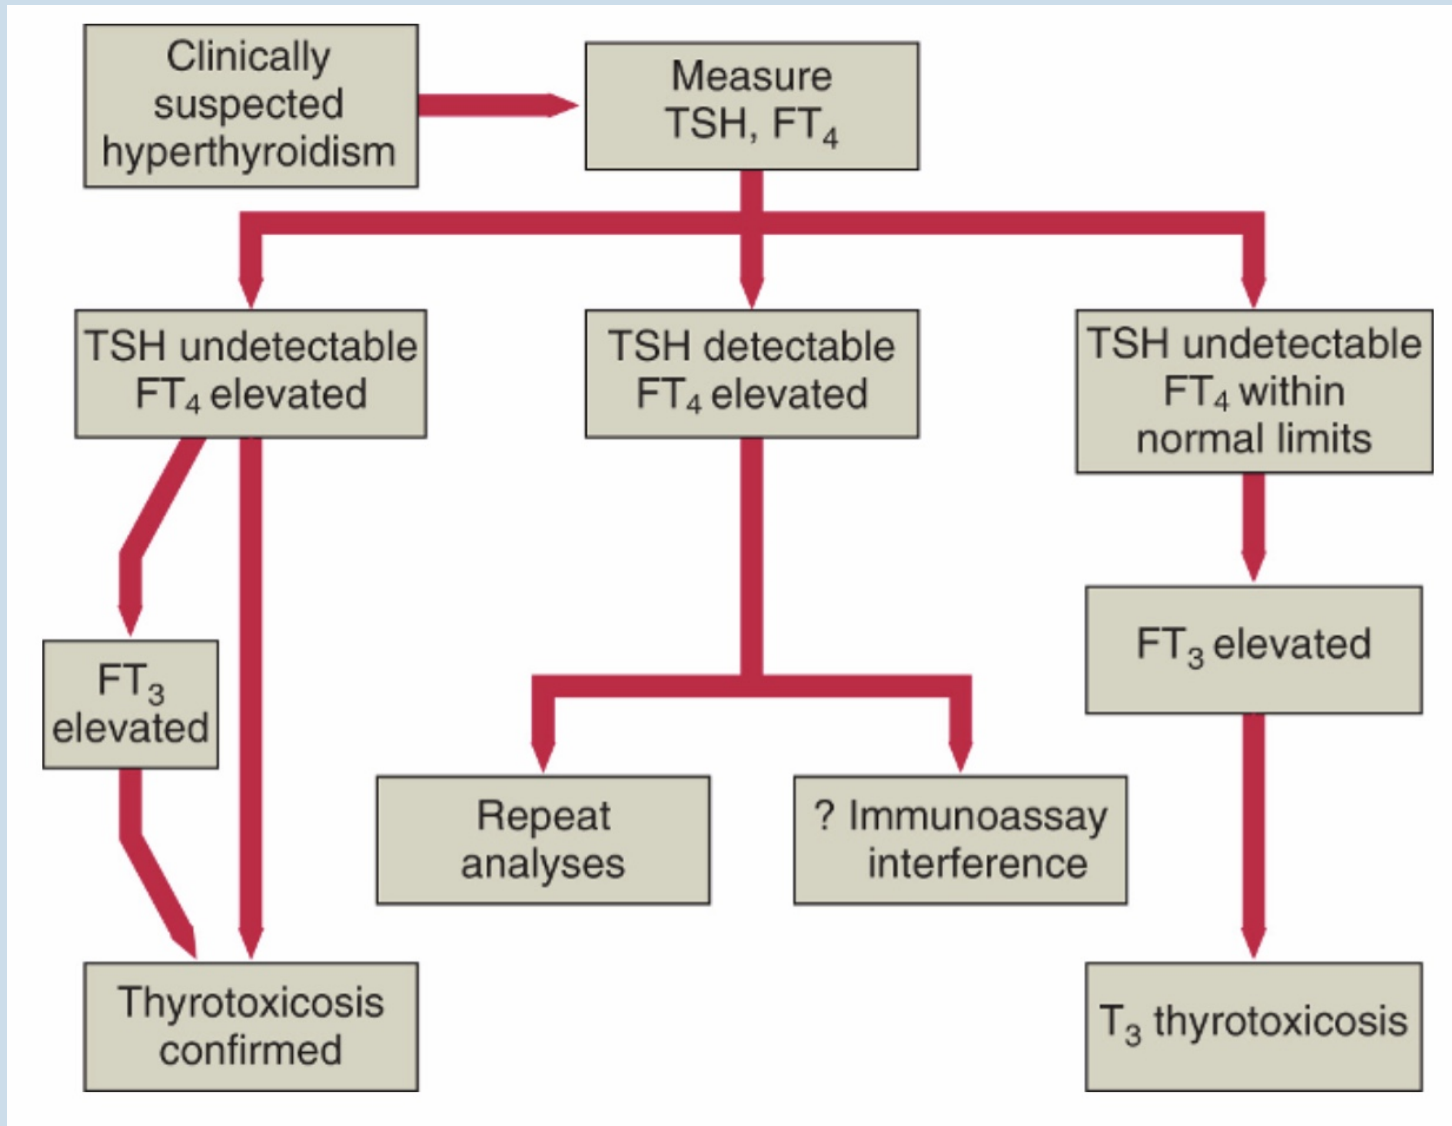 Clinically
suspected
hyperthyroidism
Measure
TSH, FT₄
TSH undetectable
FT₄ elevated
TSH detectable
FT₄ elevated
TSH undetectable
FT₄ within
normal limits
FT₃
elevated
FT₃ elevated
Repeat
analyses
? Immunoassay
interference
Thyrotoxicosis
confirmed
T₃ thyrotoxicosis